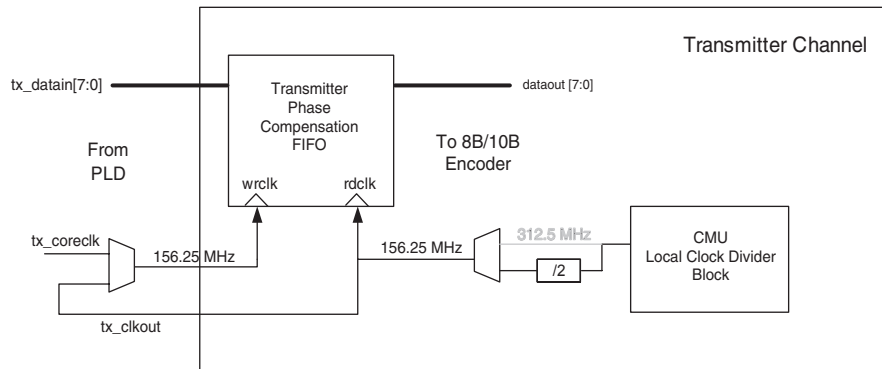 Transmitter Channel
tx_datain[7:0]
Transmitter
Phase
Compensation
FIFO
dataout [7:0]
From
PLD
To 8B/10B
Encoder
wrclk
rdclk
tx_coreclk
156.25 MHz
156.25 MHz
312.5 MHz
/2
CMU
Local Clock Divider
Block
tx_clkout